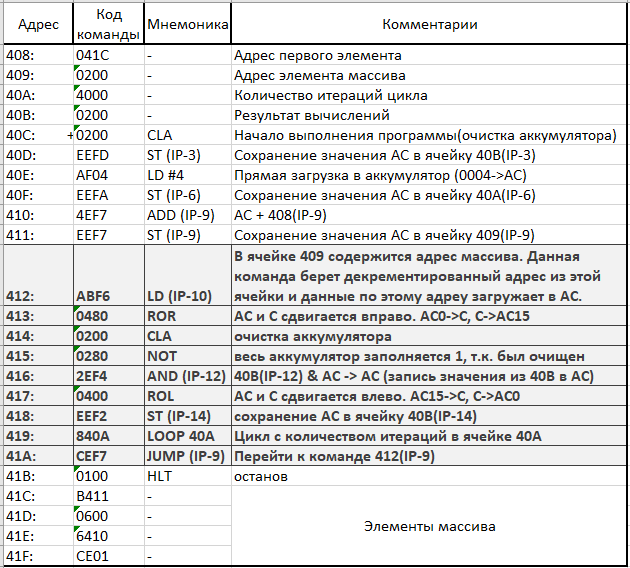 Адрес Код команды Мнемоника Комментарии
408: 041C - Адрес первого элемента
409: 0200 - Адрес элемента массива
40A: 4000 - Количество итераций цикла
40B: 0200 - Результат вычислений
40C: +0200 CLA Начало выполнения программы(очистка аккумулятора)
40D: EEFD ST (IP-3) Сохранение значения AC в ячейку 40B(IP-3)
40E: AF04 LD #4 Прямая загрузка в аккумулятор (0004->AC)
40F: EEFA ST (IP-6) Сохранение значения AC в ячейку 40A(IP-6)
410: 4EF7 ADD (IP-9) AC + 408(IP-9)
411: EEF7 ST (IP-9) Сохранение значения AC в ячейку 409(IP-9)
В ячейке 409 содержится адрес массива. Данная
команда берет декрементированный адрес из этой
412: ABF6 LD (IP-10) ячейки и данные по этому адреу загружает в AC.
413: 0480 ROR AC и C сдвигается вправо. AC0->C, C->AC15
414: 0200 CLA очистка аккумулятора
415: 0280 NOT весь аккумулятор заполняется 1, т.к. был очищен
416: 2EF4 AND (IP-12) 40B(IP-12) & AC -> AC (запись значения из 40B в AC)
417: 0400 ROL AC и C сдвигается влево. AC15->C, C->AC0
418: EEF2 ST (IP-14) сохранение AC в ячейку 40B(IP-14)
419: 840A LOOP 40A Цикл с количеством итераций в ячейке 40A
41A: CEF7 JUMP (IP-9) Перейти к команде 412(IP-9)
41B: 0100 HLT останов
41C: B411 -
41D: 0600 -
Элементы массива
41E: 6410 -
41F: CE01 -